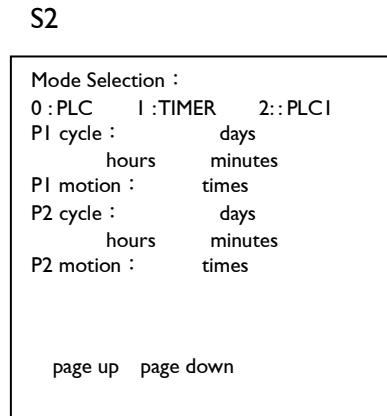 S2
Mode Selection：
0 : PLC 1 :TIMER 2: : PLC1
P1 cycle： days
hours minutes
P1 motion： times
P2 cycle： days
hours minutes
P2 motion： times
page up page down